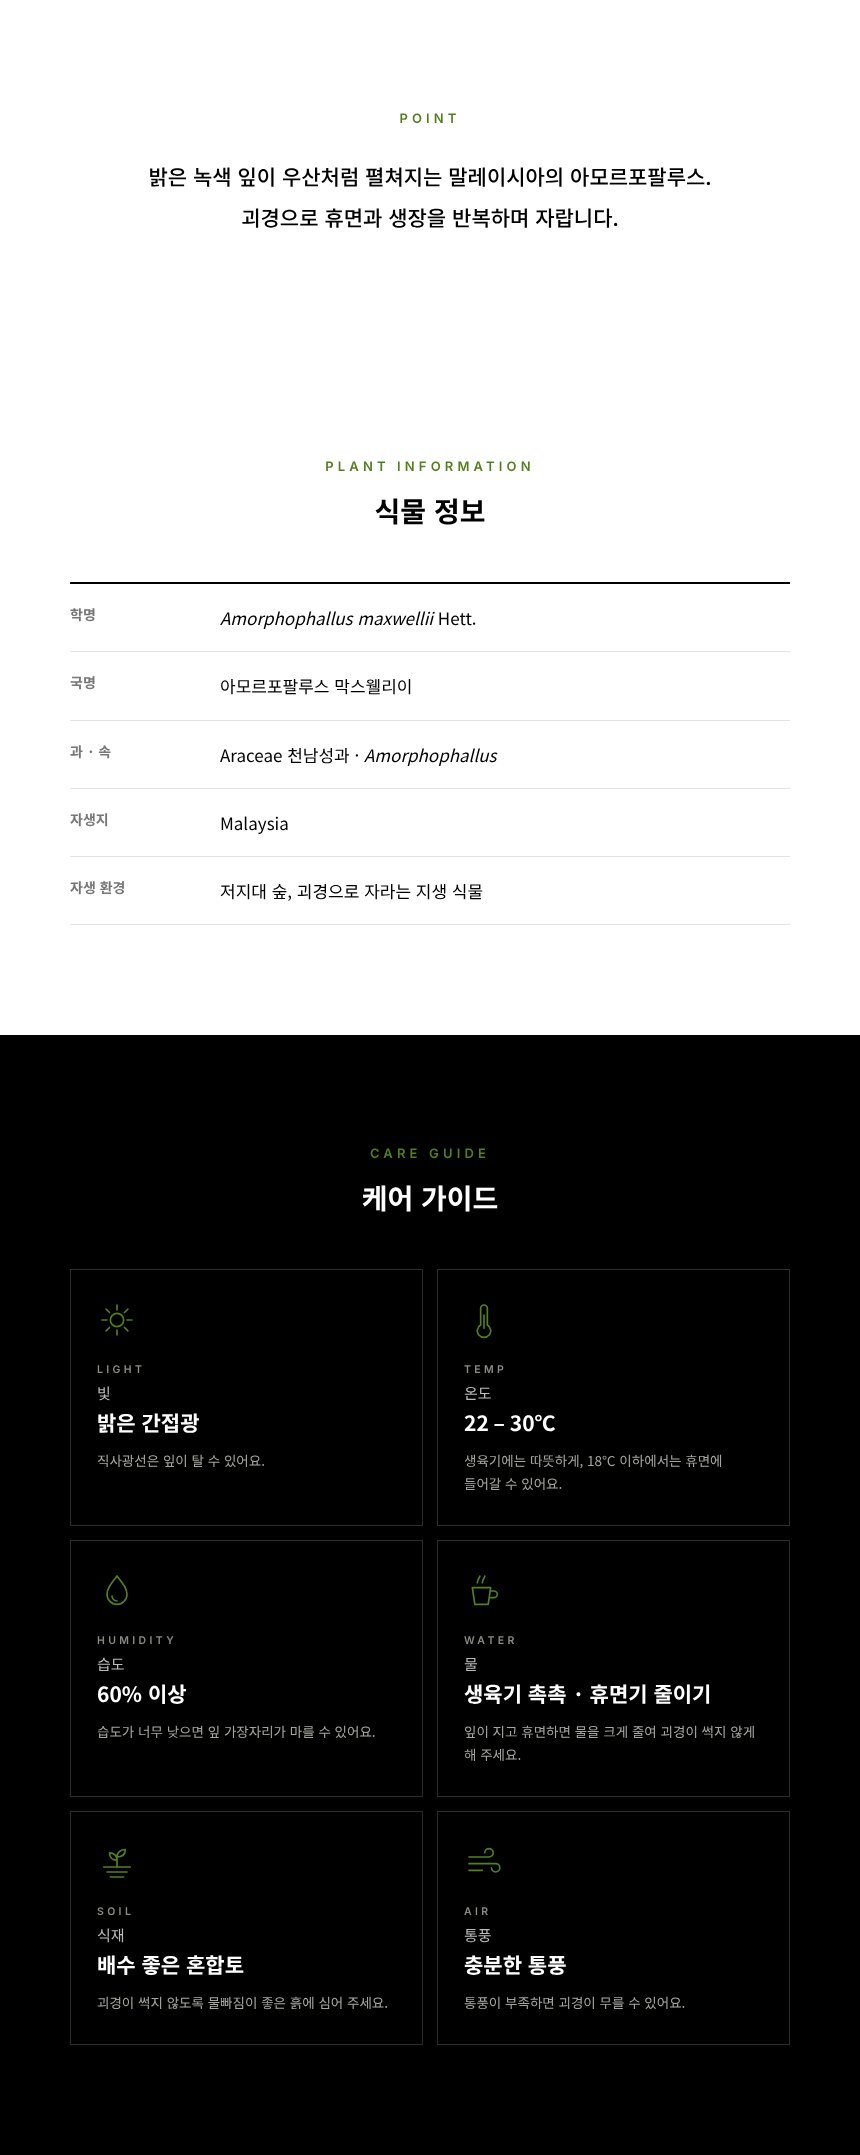 POINT
밝은 녹색 잎이 우산처럼 펼쳐지는 말레이시아의 아모르포팔루스.
괴경으로 휴면과 생장을 반복하며 자랍니다.
PLANT INFORMATION
식물 정보
학명 Amorphophallus maxwellii Hett.
국명 아모르포팔루스 막스웰리이
과 · 속 Araceae 천남성과 · Amorphophallus
자생지 Malaysia
자생 환경 저지대 숲, 괴경으로 자라는 지생 식물
CARE GUIDE
케어 가이드
LIGHT
빛
밝은 간접광
직사광선은 잎이 탈 수 있어요.
TEMP
온도
22 – 30°C
생육기에는 따뜻하게, 18°C 이하에서는 휴면에
들어갈 수 있어요.
HUMIDITY
습도
60% 이상
습도가 너무 낮으면 잎 가장자리가 마를 수 있어요.
WATER
물
생육기 촉촉 · 휴면기 줄이기
잎이 지고 휴면하면 물을 크게 줄여 괴경이 썩지 않게
해 주세요.
SOIL
식재
배수 좋은 혼합토
괴경이 썩지 않도록 물빠짐이 좋은 흙에 심어 주세요.
AIR
통풍
충분한 통풍
통풍이 부족하면 괴경이 무를 수 있어요.